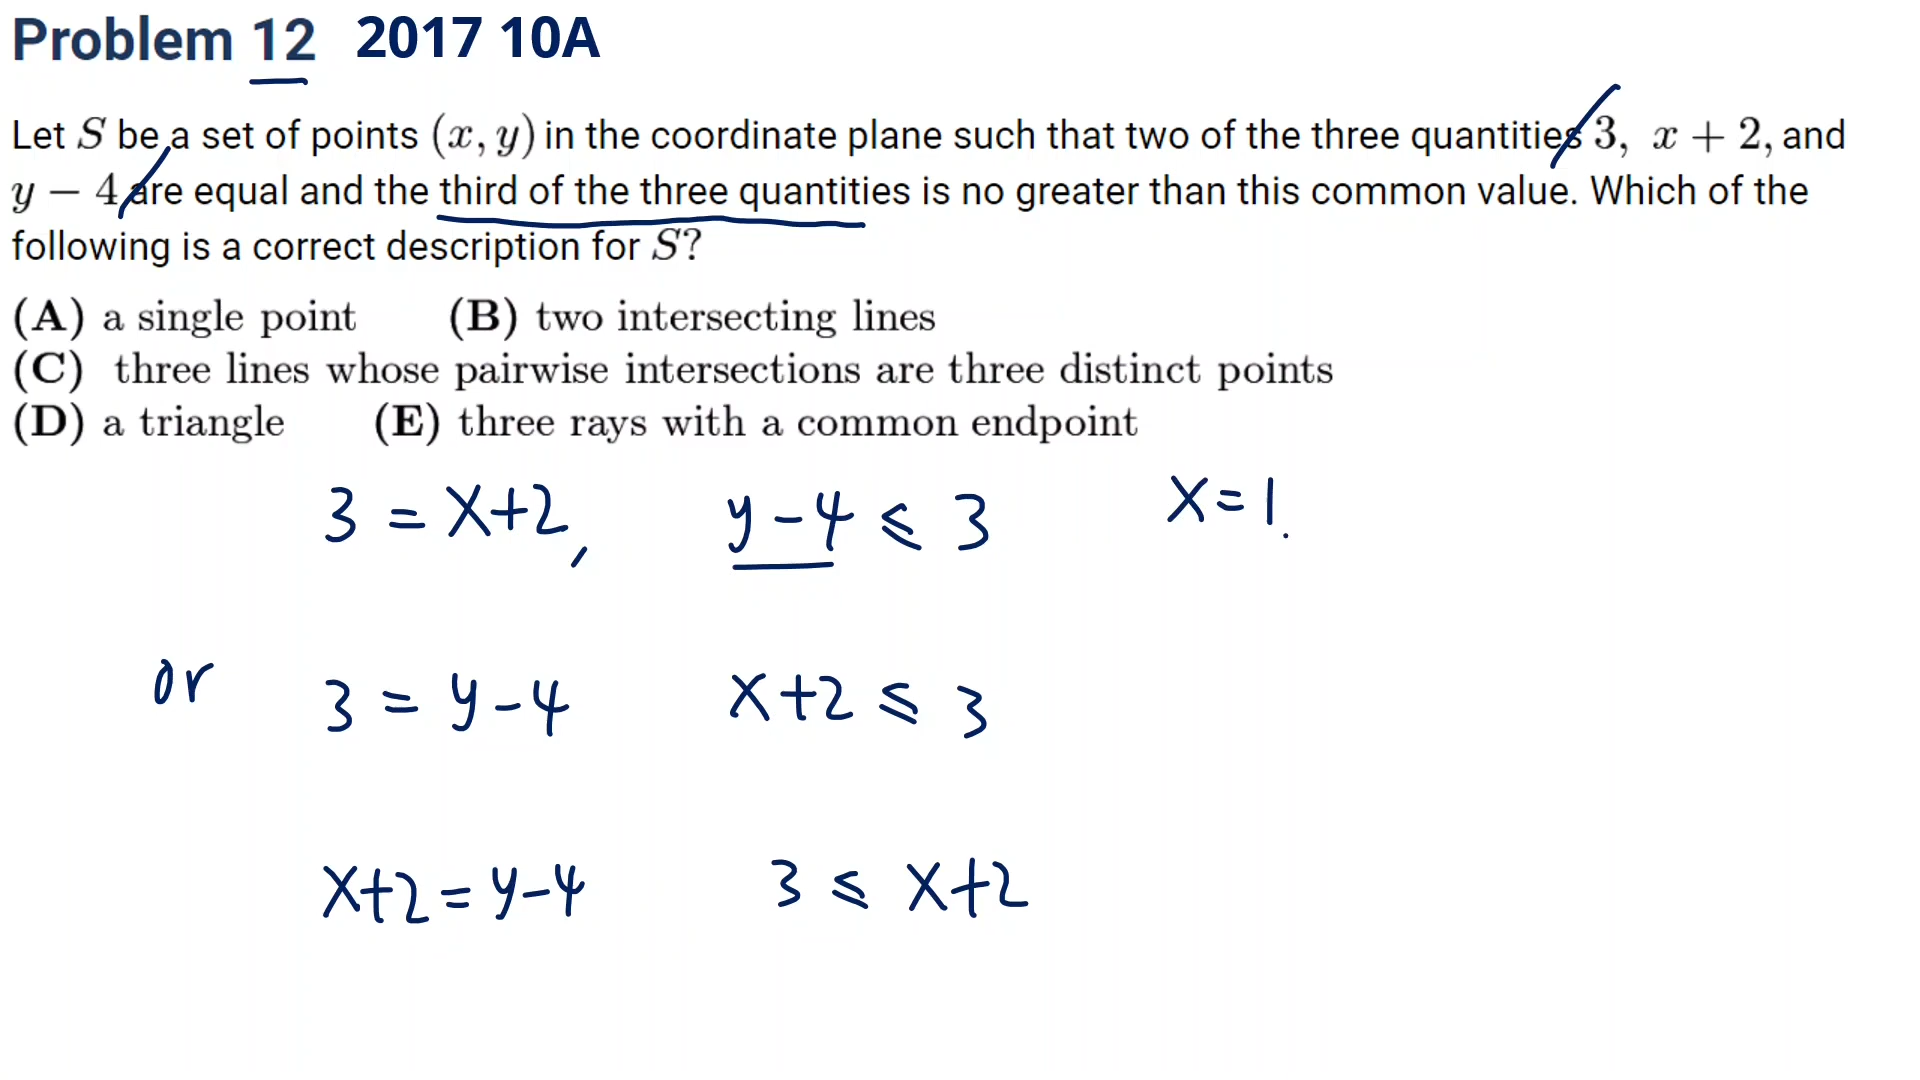 Problem 12 2017 10A
Let S be a set of points (x, y) in the coordinate plane such that two of the three quantities 3, x + 2, and
y − 4 are equal and the third of the three quantities is no greater than this common value. Which of the
following is a correct description for S?
(A) a single point (B) two intersecting lines
(C) three lines whose pairwise intersections are three distinct points
(D) a triangle (E) three rays with a common endpoint
3 = x+2, y-4 ⩽ 3 x=1.
or 3 = y-4 x+2 ⩽ 3
x+2 = y-4 3 ⩽ x+2